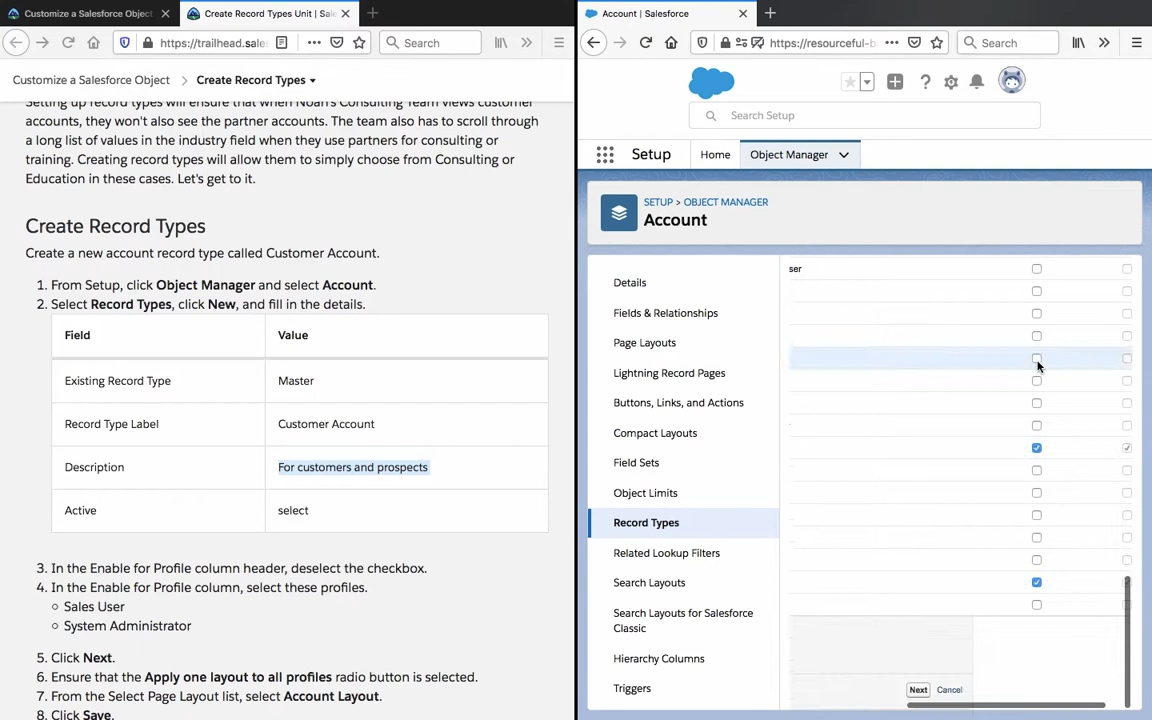 Customize a Salesforce Object
Create Record Types Unit | Sale
https://trailhead.sales
Search
Customize a Salesforce Object
Create Record Types
Setting up record types will ensure that when Noah's Consulting Team views customer
accounts, they won't also see the partner accounts. The team also has to scroll through
a long list of values in the industry field when they use partners for consulting or
training. Creating record types will allow them to simply choose from Consulting or
Education in these cases. Let's get to it.
Create Record Types
Create a new account record type called Customer Account.
1. From Setup, click Object Manager and select Account.
2. Select Record Types, click New, and fill in the details.
Field Value
Existing Record Type Master
Record Type Label Customer Account
Description For customers and prospects
Active select
3. In the Enable for Profile column header, deselect the checkbox.
4. In the Enable for Profile column, select these profiles.
Sales User
System Administrator
5. Click Next.
6. Ensure that the Apply one layout to all profiles radio button is selected.
7. From the Select Page Layout list, select Account Layout.
8. Click Save.
Account | Salesforce
https://resourceful-b
Search
Search Setup
Setup
Home
Object Manager
SETUP > OBJECT MANAGER
Account
Details
Fields & Relationships
Page Layouts
Lightning Record Pages
Buttons, Links, and Actions
Compact Layouts
Field Sets
Object Limits
Record Types
Related Lookup Filters
Search Layouts
Search Layouts for Salesforce
Classic
Hierarchy Columns
Triggers
ser
Next
Cancel